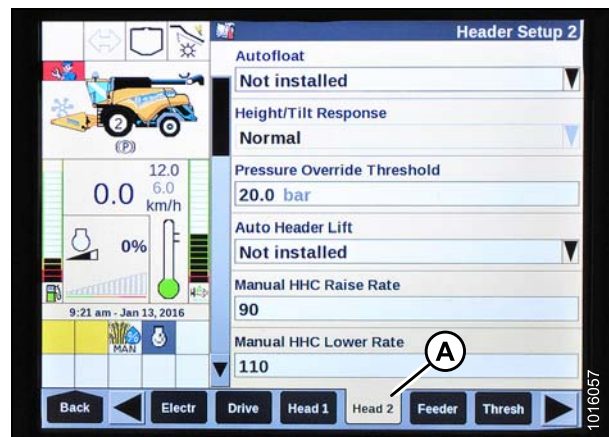 Header Setup 2
Autofloat
Not installed
Height/Tilt Response
Normal
Pressure Override Threshold
20.0 bar
Auto Header Lift
Not installed
Manual HHC Raise Rate
90
Manual HHC Lower Rate
110
2
(P)
12.0
0.0 6.0
km/h
0%
9:21 am - Jan 13, 2016
MAN
A
Back Electr Drive Head 1 Head 2 Feeder Thresh
1016057